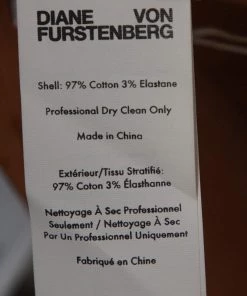 DIANE VON
FURSTENBERG
Shell: 97% Cotton 3% Elastane
Professional Dry Clean Only
Made in China
Extérieur/Tissu Stratifié:
97% Coton 3% Élasthanne
Nettoyage À Sec Professionnel
Seulement / Nettoyage À Sec
Par Un Professionnel Uniquement
Fabriqué en Chine